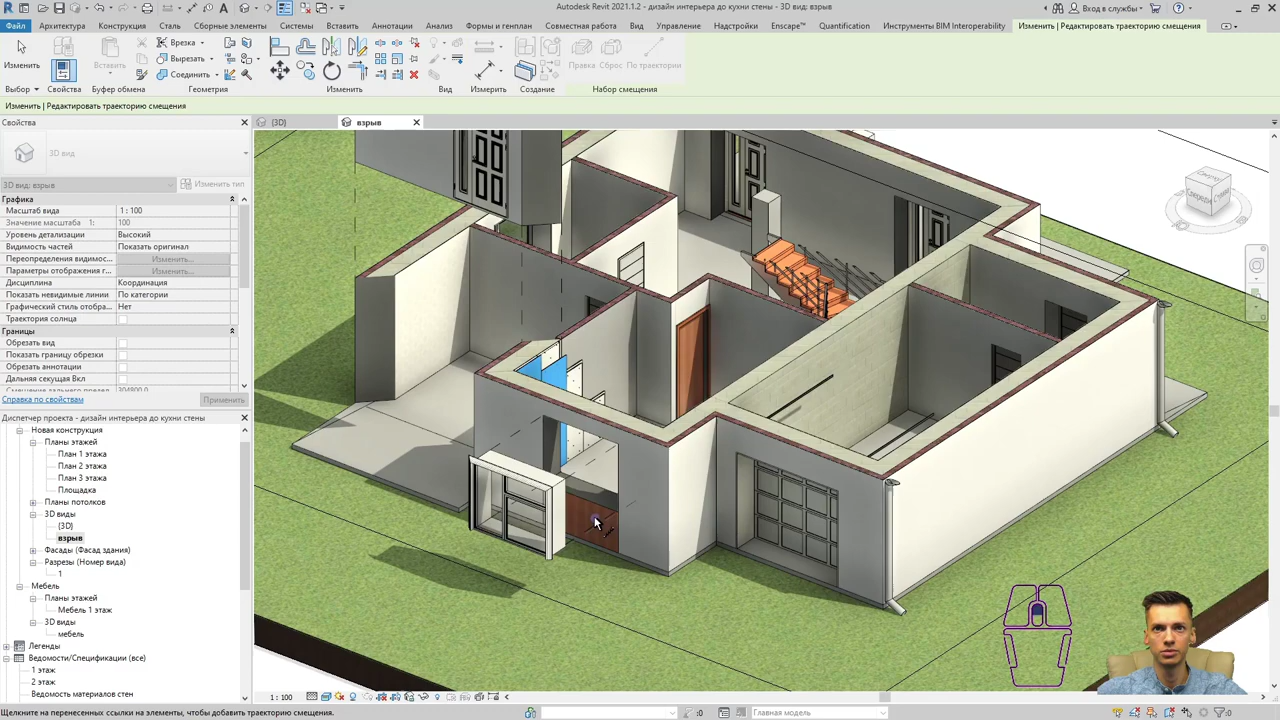 Autodesk Revit 2021.1.2 - дизайн интерьера до кухни стены - 3D вид: взрыв
Вход в службы
Файл Архитектура Конструкция Сталь Сборные элементы Системы Вставить Аннотации Анализ Формы и генплан Совместная работа Вид Управление Настройки Enscape™ Quantification Инструменты BIM Interoperability Изменить | Редактировать траекторию смещения
Изменить Вставить Врезка Вырезать Соединить Правка Сброс По траектории
Выбор Свойства Буфер обмена Геометрия Изменить Вид Измерить Создание Набор смещения
Изменить | Редактировать траекторию смещения
Свойства
{3D} взрыв
3D вид
3D вид: взрыв Изменить тип
Графика
Масштаб вида 1 : 100
Значение масштаба 1: 100
Уровень детализации Высокий
Видимость частей Показать оригинал
Переопределения видимос... Изменить...
Параметры отображения г... Изменить...
Дисциплина Координация
Показать невидимые линии По категории
Графический стиль отобра... Нет
Траектория солнца
Границы
Обрезать вид
Показать границу обрезки
Обрезать аннотации
Дальняя секущая Вкл
304800.0
Справка по свойствам Применить
Диспетчер проекта - дизайн интерьера до кухни стены
Новая конструкция
Планы этажей
План 1 этажа
План 2 этажа
План 3 этажа
Площадка
Планы потолков
3D виды
{3D}
взрыв
Фасады (Фасад здания)
Разрезы (Номер вида)
1
Мебель
Планы этажей
Мебель 1 этаж
3D виды
мебель
Легенды
Ведомости/Спецификации (все)
1 этаж
2 этаж
Ведомость материалов стен
1 : 100
Щелкните на перенесенных ссылки на элементы, чтобы добавить траекторию смещения.
:0 Главная модель :0